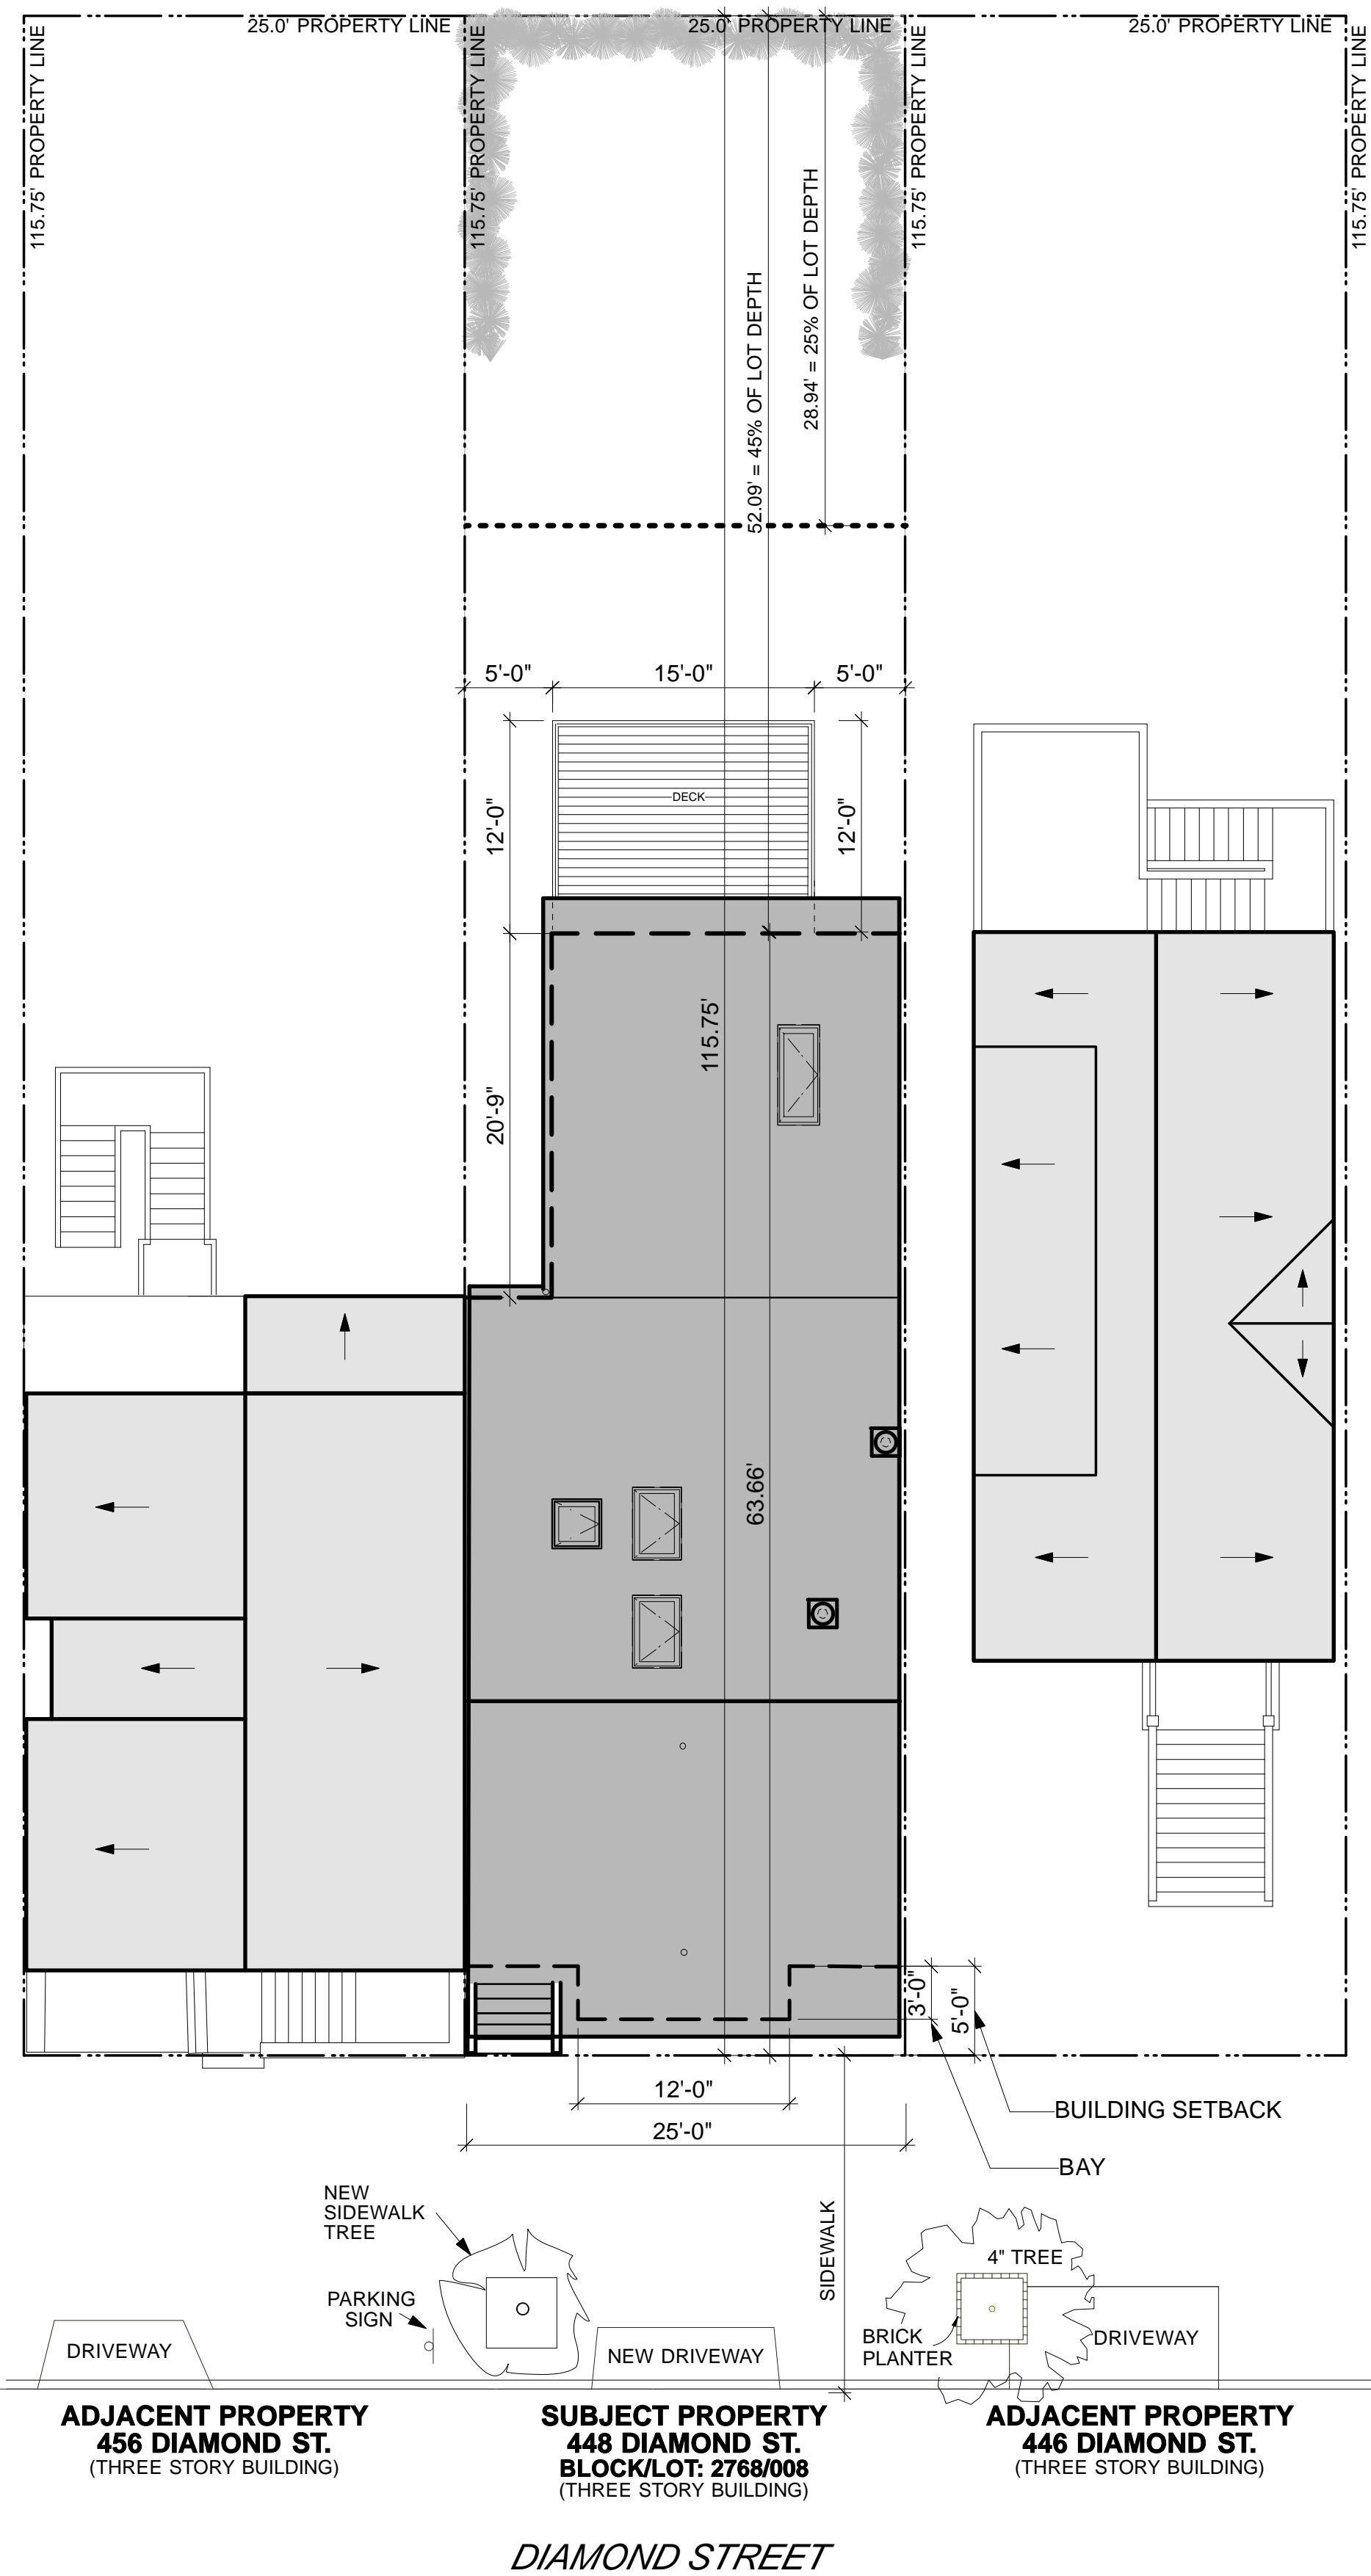 25.0' PROPERTY LINE
25.0' PROPERTY LINE
25.0' PROPERTY LINE
115.75' PROPERTY LINE
115.75' PROPERTY LINE
115.75' PROPERTY LINE
115.75' PROPERTY LINE
28.94' = 25% OF LOT DEPTH
52.09' = 45% OF LOT DEPTH
5'-0"
15'-0"
5'-0"
12'-0"
DECK
12'-0"
115.75'
20'-9"
63.66'
3'-0"
5'-0"
12'-0"
25'-0"
BUILDING SETBACK
BAY
NEW
SIDEWALK
TREE
SIDEWALK
4" TREE
PARKING
SIGN
BRICK
PLANTER
DRIVEWAY
DRIVEWAY
NEW DRIVEWAY
ADJACENT PROPERTY
456 DIAMOND ST.
(THREE STORY BUILDING)
SUBJECT PROPERTY
448 DIAMOND ST.
BLOCK/LOT: 2768/008
(THREE STORY BUILDING)
ADJACENT PROPERTY
446 DIAMOND ST.
(THREE STORY BUILDING)
DIAMOND STREET